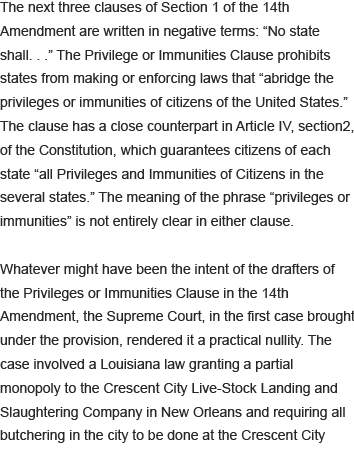 The next three clauses of Section 1 of the 14th
Amendment are written in negative terms: “No state
shall. . .” The Privilege or Immunities Clause prohibits
states from making or enforcing laws that “abridge the
privileges or immunities of citizens of the United States.”
The clause has a close counterpart in Article IV, section2,
of the Constitution, which guarantees citizens of each
state “all Privileges and Immunities of Citizens in the
several states.” The meaning of the phrase “privileges or
immunities” is not entirely clear in either clause.

Whatever might have been the intent of the drafters of
the Privileges or Immunities Clause in the 14th
Amendment, the Supreme Court, in the first case brought
under the provision, rendered it a practical nullity. The
case involved a Louisiana law granting a partial
monopoly to the Crescent City Live-Stock Landing and
Slaughtering Company in New Orleans and requiring all
butchering in the city to be done at the Crescent City